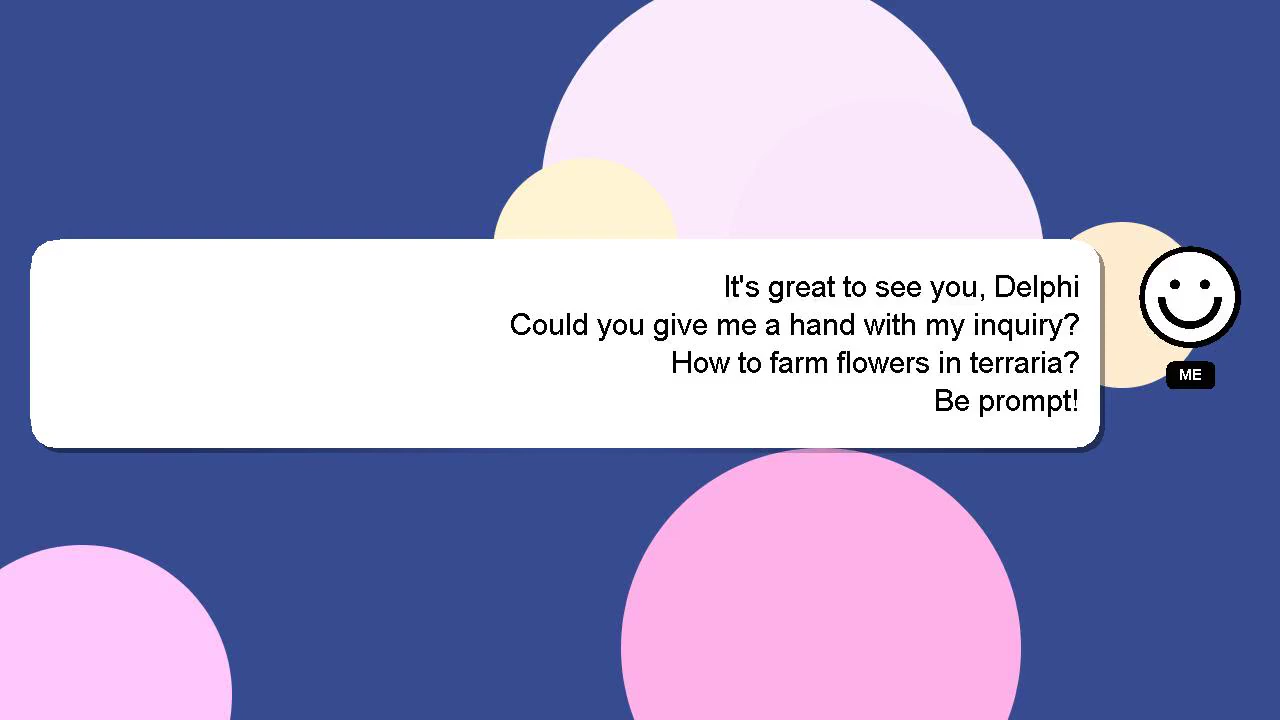 It's great to see you, Delphi
Could you give me a hand with my inquiry?
How to farm flowers in terraria?
Be prompt!
ME